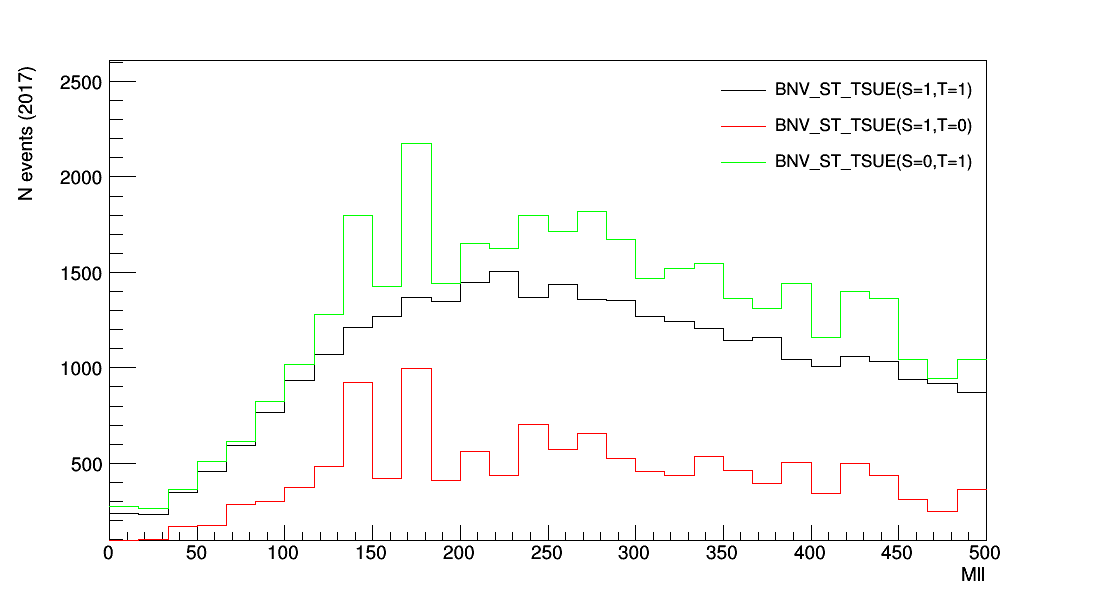 N events (2017)
2500
2000
1500
1000
500
BNV_ST_TSUE(S=1,T=1)
BNV_ST_TSUE(S=1,T=0)
BNV_ST_TSUE(S=0,T=1)
0 50 100 150 200 250 300 350 400 450 500
Mll